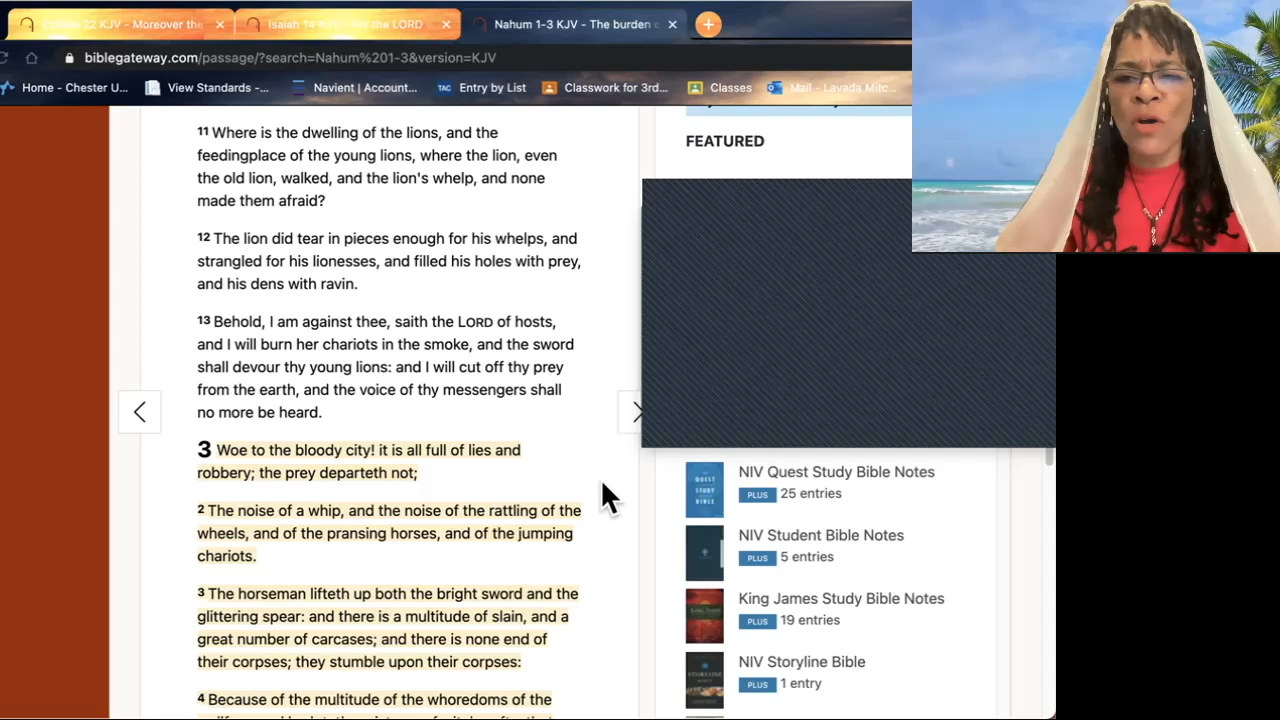 22 KJV - Moreover the
Isaiah 14 KJV - For the LORD
Nahum 1-3 KJV - The burden
biblegateway.com/passage/?search=Nahum%201-3&version=KJV
Home - Chester U...
View Standards -...
Navient | Account...
TAC Entry by List
Classwork for 3rd...
Classes
Mail - Lavada Mitc...
11 Where is the dwelling of the lions, and the
feedingplace of the young lions, where the lion, even
the old lion, walked, and the lion's whelp, and none
made them afraid?
12 The lion did tear in pieces enough for his whelps, and
strangled for his lionesses, and filled his holes with prey,
and his dens with ravin.
13 Behold, I am against thee, saith the LORD of hosts,
and I will burn her chariots in the smoke, and the sword
shall devour thy young lions: and I will cut off thy prey
from the earth, and the voice of thy messengers shall
no more be heard.
3 Woe to the bloody city! it is all full of lies and
robbery; the prey departeth not;
2 The noise of a whip, and the noise of the rattling of the
wheels, and of the pransing horses, and of the jumping
chariots.
3 The horseman lifteth up both the bright sword and the
glittering spear: and there is a multitude of slain, and a
great number of carcases; and there is none end of
their corpses; they stumble upon their corpses:
4 Because of the multitude of the whoredoms of the
FEATURED
NIV Quest Study Bible Notes
PLUS 25 entries
NIV Student Bible Notes
PLUS 5 entries
King James Study Bible Notes
PLUS 19 entries
NIV Storyline Bible
PLUS 1 entry